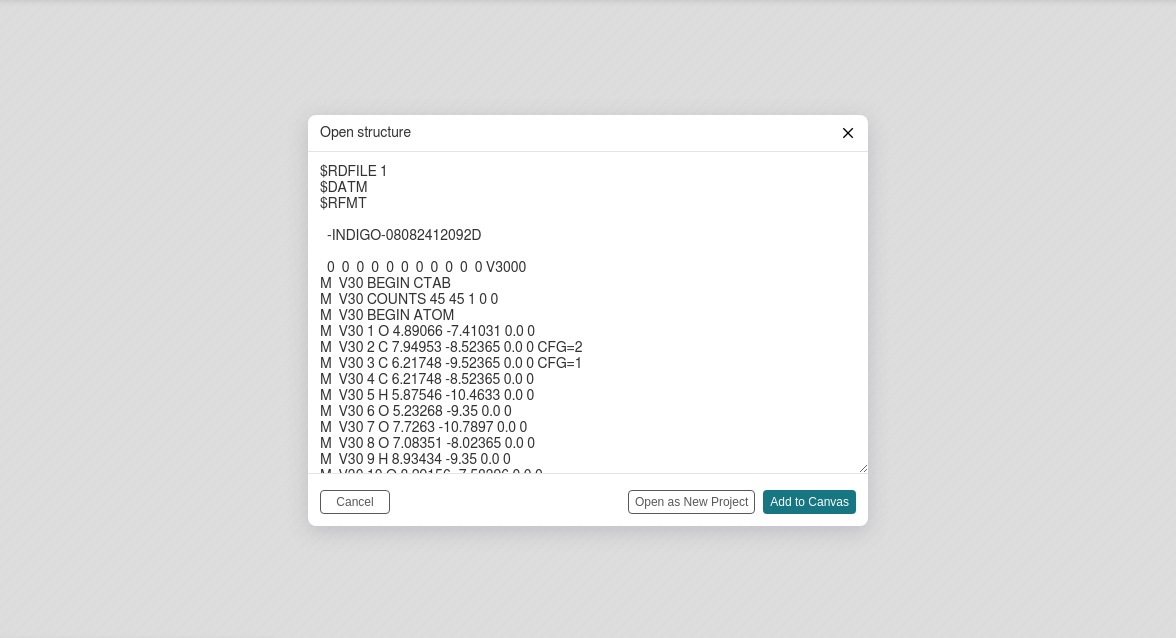 Open structure
$RDFILE 1
$DATM
$RFMT
-INDIGO-08082412092D
0  0  0  0  0  0  0  0  0  0  0 V3000
M  V30 BEGIN CTAB
M  V30 COUNTS 45 45 1 0 0
M  V30 BEGIN ATOM
M  V30 1 O 4.89066 -7.41031 0.0 0
M  V30 2 C 7.94953 -8.52365 0.0 0 CFG=2
M  V30 3 C 6.21748 -9.52365 0.0 0 CFG=1
M  V30 4 C 6.21748 -8.52365 0.0 0
M  V30 5 H 5.87546 -10.4633 0.0 0
M  V30 6 O 5.23268 -9.35 0.0 0
M  V30 7 O 7.7263 -10.7897 0.0 0
M  V30 8 O 7.08351 -8.02365 0.0 0
M  V30 9 H 8.93434 -9.35 0.0 0
Cancel
Open as New Project
Add to Canvas